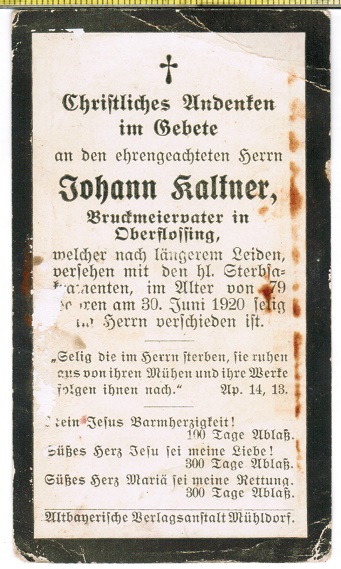 Christliches Andenken
im Gebete
an den ehrengeachteten Herrn
Johann Kaltner,
Bruckmeiervater in
Oberflossing,
welcher nach längerem Leiden,
versehen mit den hl. Sterbsa-
kramenten, im Alter von 79
am 30. Juni 1920 selig
Herrn verschieden ist.
„Selig die im Herrn sterben, sie ruhen
aus von ihren Mühen und ihre Werke
folgen ihnen nach.“ Ap. 14, 13.
Mein Jesus Barmherzigkeit!
100 Tage Ablaß.
Süßes Herz Jesu sei meine Liebe!
300 Tage Ablaß.
Süßes Herz Mariä sei meine Rettung.
300 Tage Ablaß.
Altbayerische Verlagsanstalt Mühldorf.